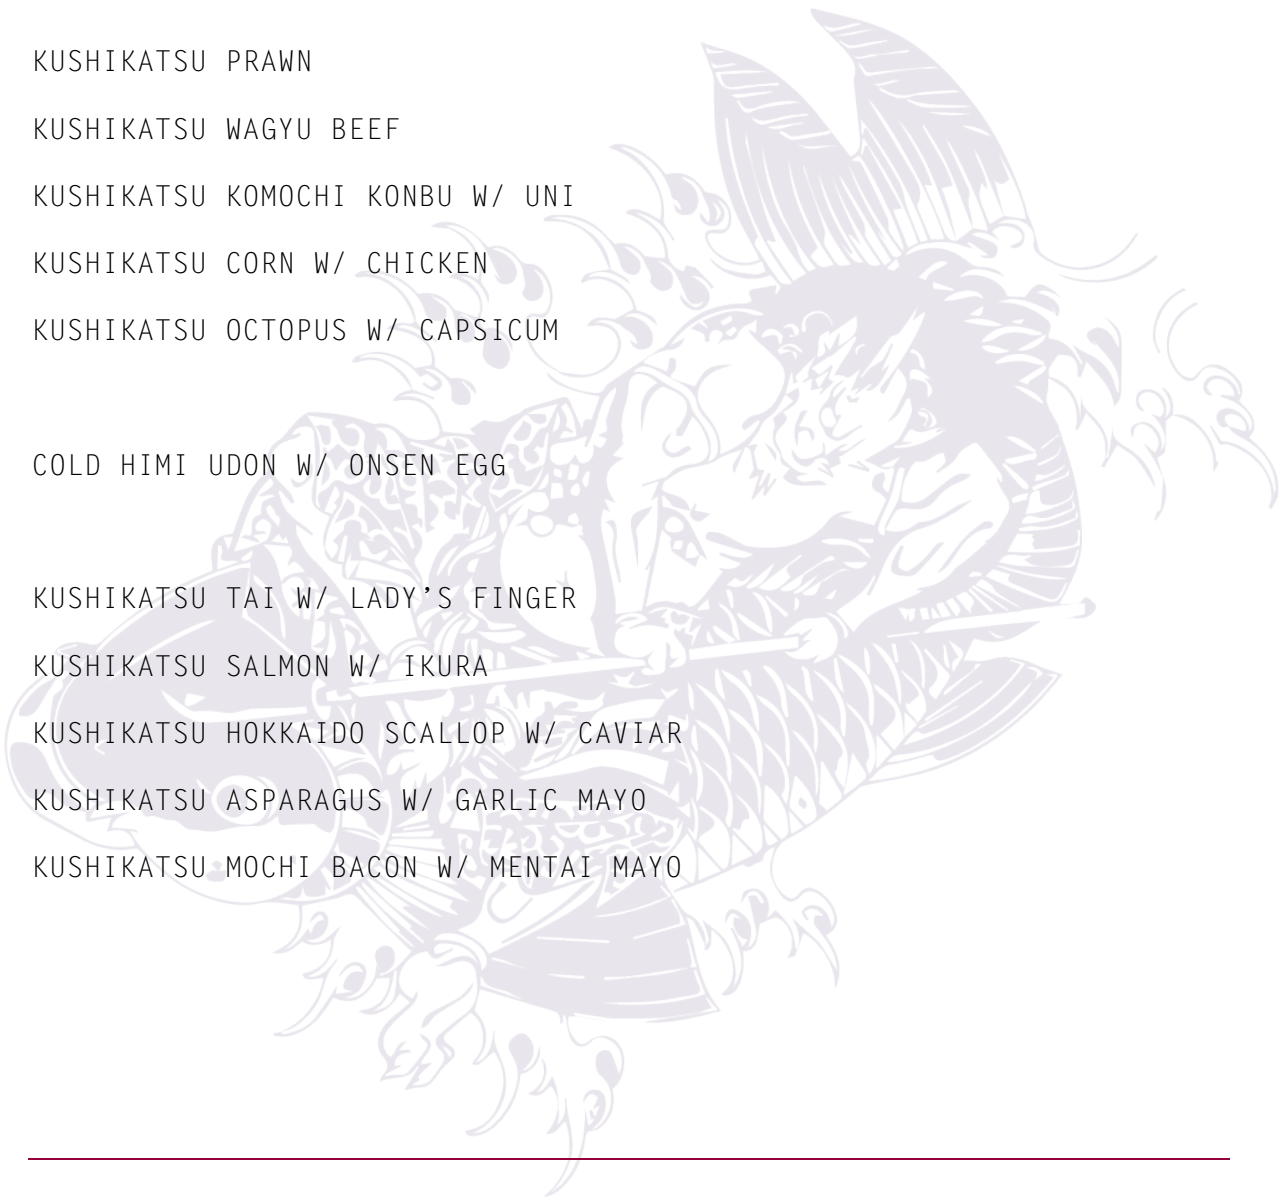 KUSHIKATSU PRAWN
KUSHIKATSU WAGYU BEEF
KUSHIKATSU KOMOCHI KONBU W/ UNI
KUSHIKATSU CORN W/ CHICKEN
KUSHIKATSU OCTOPUS W/ CAPSICUM
COLD HIMI UDON W/ ONSEN EGG
KUSHIKATSU TAI W/ LADY’S FINGER
KUSHIKATSU SALMON W/ IKURA
KUSHIKATSU HOKKAIDO SCALLOP W/ CAVIAR
KUSHIKATSU ASPARAGUS W/ GARLIC MAYO
KUSHIKATSU MOCHI BACON W/ MENTAI MAYO